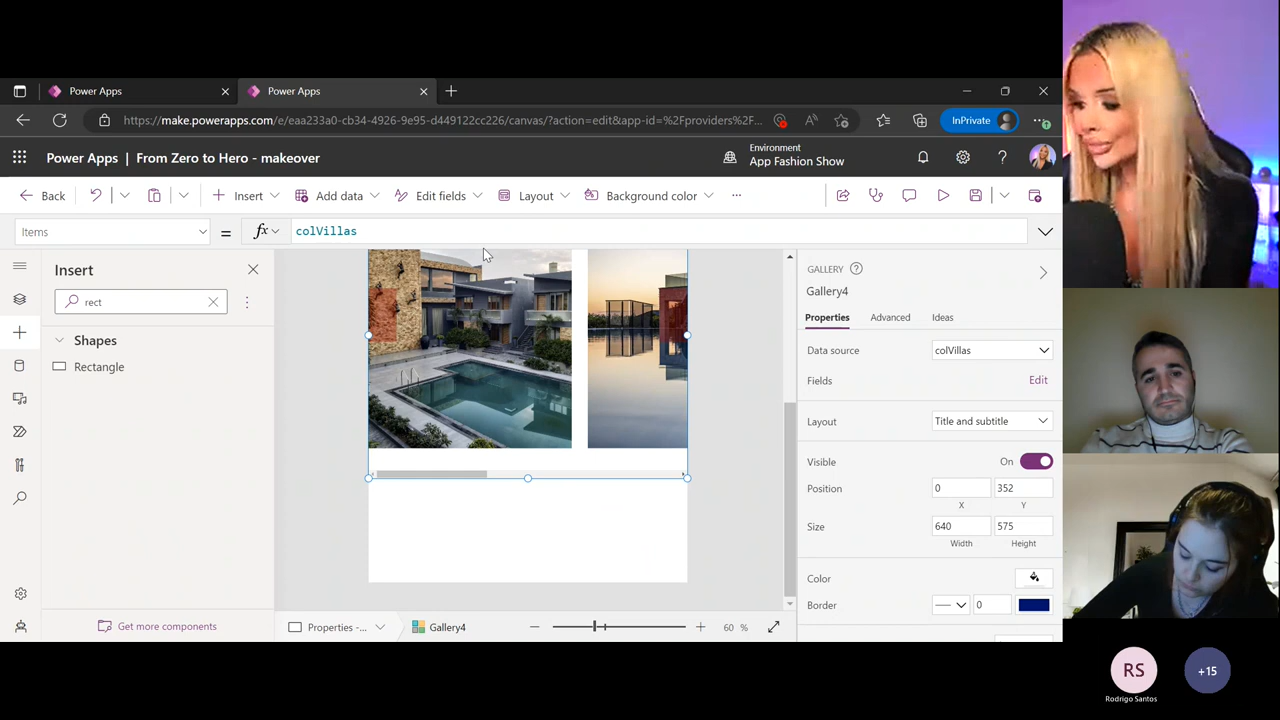 Power Apps
Power Apps
https://make.powerapps.com/e/eaa233a0-cb34-4926-9e95-d449122cc226/canvas/?action=edit&app-id=%2Fproviders%2F...
InPrivate
Power Apps | From Zero to Hero - makeover
Environment
App Fashion Show
Back
Insert
Add data
Edit fields
Layout
Background color
...
Items
=
fx
colVillas
Insert
rect
Shapes
Rectangle
Get more components
Properties -...
Gallery4
60 %
GALLERY
Gallery4
Properties
Advanced
Ideas
Data source
colVillas
Fields
Edit
Layout
Title and subtitle
Visible
On
Position
0
352
X
Y
Size
640
575
Width
Height
Color
Border
0
RS
Rodrigo Santos
+15